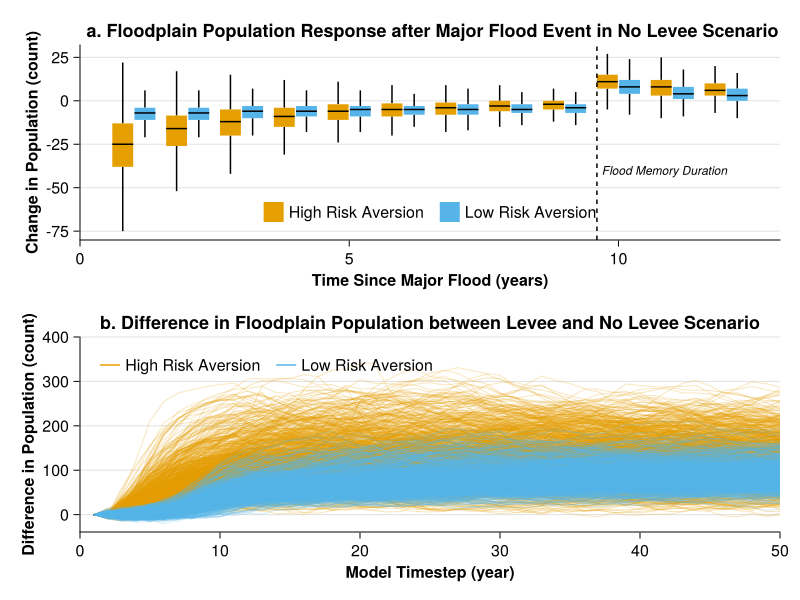 a. Floodplain Population Response after Major Flood Event in No Levee Scenario
Change in Population (count)
25
0
-25
-50
-75
Flood Memory Duration
High Risk Aversion
Low Risk Aversion
0
5
10
Time Since Major Flood (years)
b. Difference in Floodplain Population between Levee and No Levee Scenario
Difference in Population (count)
400
300
200
100
0
High Risk Aversion
Low Risk Aversion
0
10
20
30
40
50
Model Timestep (year)